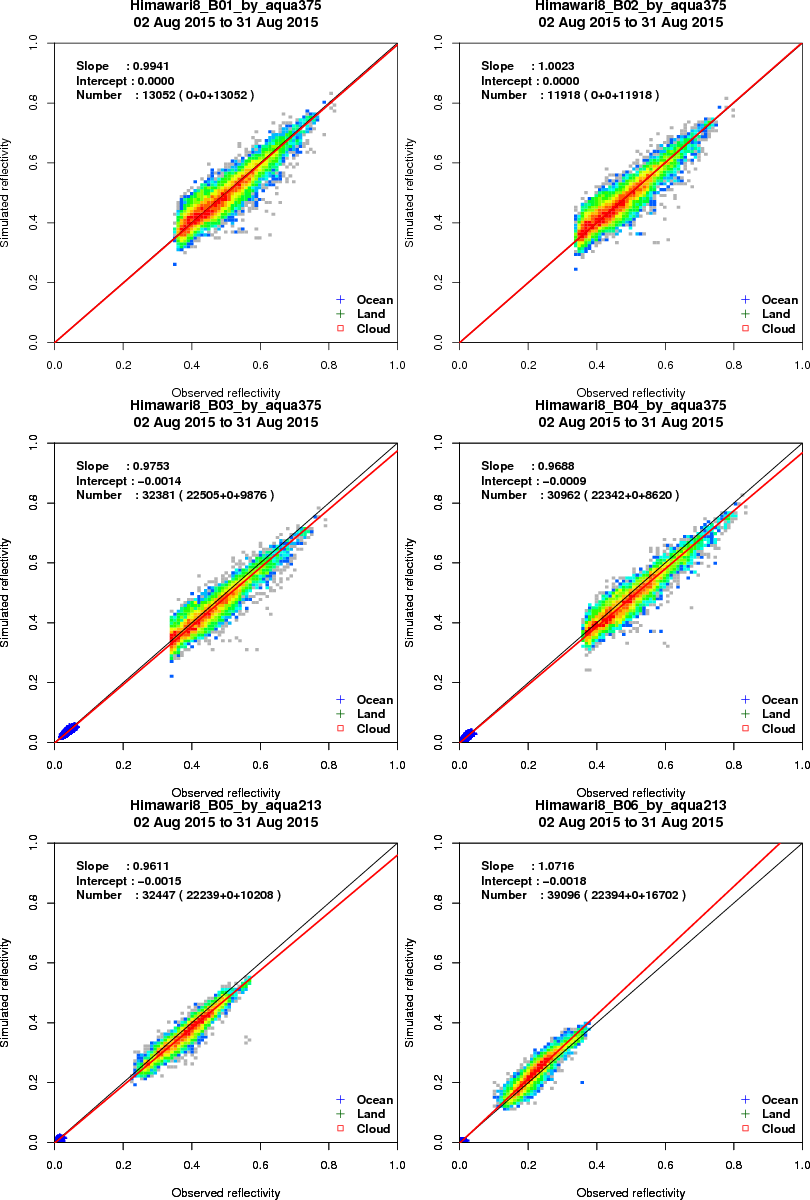 Himawari8_B01_by_aqua375
02 Aug 2015 to 31 Aug 2015
Slope : 0.9941
Intercept : 0.0000
Number : 13052 ( 0+0+13052 )
Simulated reflectivity
0.0 0.2 0.4 0.6 0.8 1.0
Ocean
Land
Cloud
0.0 0.2 0.4 0.6 0.8 1.0
Observed reflectivity
Himawari8_B02_by_aqua375
02 Aug 2015 to 31 Aug 2015
Slope : 1.0023
Intercept : 0.0000
Number : 11918 ( 0+0+11918 )
Simulated reflectivity
0.0 0.2 0.4 0.6 0.8 1.0
Ocean
Land
Cloud
0.0 0.2 0.4 0.6 0.8 1.0
Observed reflectivity
Himawari8_B03_by_aqua375
02 Aug 2015 to 31 Aug 2015
Slope : 0.9753
Intercept : −0.0014
Number : 32381 ( 22505+0+9876 )
Simulated reflectivity
0.0 0.2 0.4 0.6 0.8 1.0
Ocean
Land
Cloud
0.0 0.2 0.4 0.6 0.8 1.0
Observed reflectivity
Himawari8_B04_by_aqua375
02 Aug 2015 to 31 Aug 2015
Slope : 0.9688
Intercept : −0.0009
Number : 30962 ( 22342+0+8620 )
Simulated reflectivity
0.0 0.2 0.4 0.6 0.8 1.0
Ocean
Land
Cloud
0.0 0.2 0.4 0.6 0.8 1.0
Observed reflectivity
Himawari8_B05_by_aqua213
02 Aug 2015 to 31 Aug 2015
Slope : 0.9611
Intercept : −0.0015
Number : 32447 ( 22239+0+10208 )
Simulated reflectivity
0.0 0.2 0.4 0.6 0.8 1.0
Ocean
Land
Cloud
0.0 0.2 0.4 0.6 0.8 1.0
Observed reflectivity
Himawari8_B06_by_aqua213
02 Aug 2015 to 31 Aug 2015
Slope : 1.0716
Intercept : −0.0018
Number : 39096 ( 22394+0+16702 )
Simulated reflectivity
0.0 0.2 0.4 0.6 0.8 1.0
Ocean
Land
Cloud
0.0 0.2 0.4 0.6 0.8 1.0
Observed reflectivity